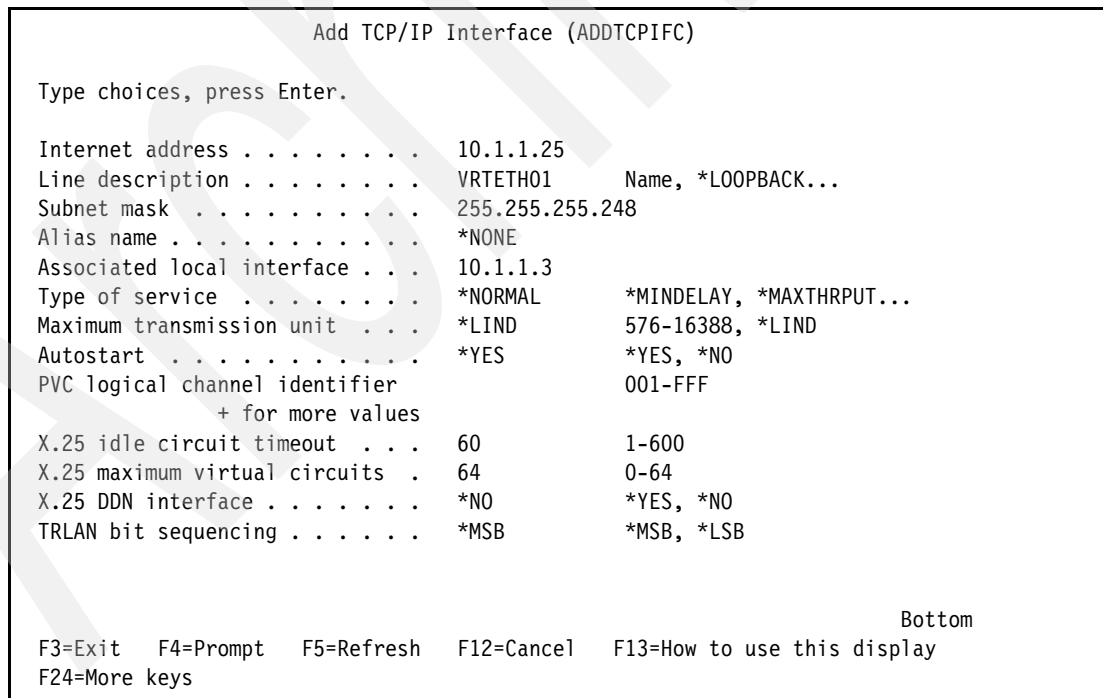 Add TCP/IP Interface (ADDTCPIFC)
Type choices, press Enter.
Internet address . . . . . . . . 10.1.1.25
Line description . . . . . . . . VRTETH01 Name, *LOOPBACK...
Subnet mask . . . . . . . . . . 255.255.255.248
Alias name . . . . . . . . . . . *NONE
Associated local interface . . . 10.1.1.3
Type of service . . . . . . . . *NORMAL *MINDELAY, *MAXTHRPUT...
Maximum transmission unit . . . *LIND 576-16388, *LIND
Autostart . . . . . . . . . . . *YES *YES, *NO
PVC logical channel identifier 001-FFF
+ for more values
X.25 idle circuit timeout . . . 60 1-600
X.25 maximum virtual circuits . 64 0-64
X.25 DDN interface . . . . . . . *NO *YES, *NO
TRLAN bit sequencing . . . . . . *MSB *MSB, *LSB
Bottom
F3=Exit F4=Prompt F5=Refresh F12=Cancel F13=How to use this display
F24=More keys